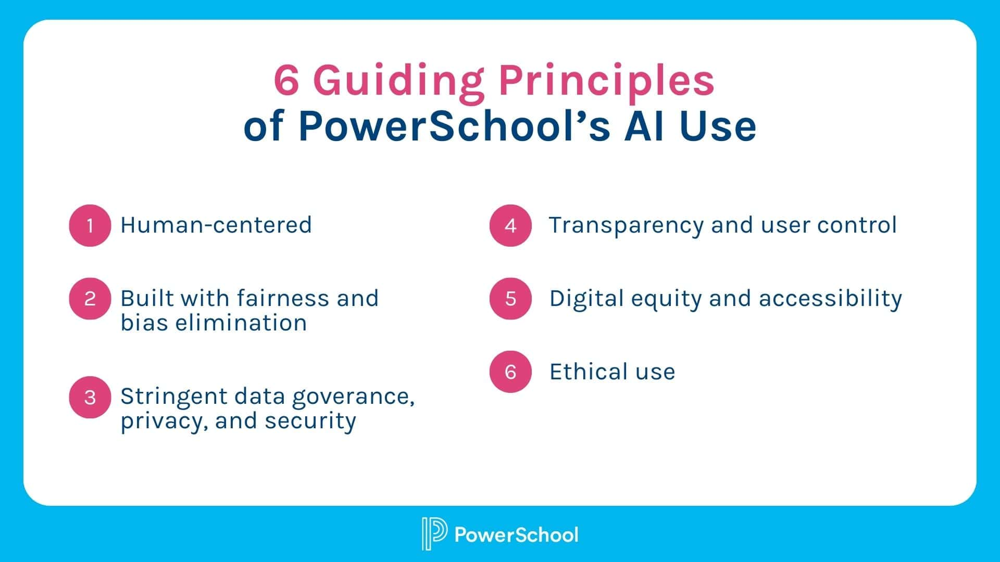 6 Guiding Principles
of PowerSchool’s AI Use
1 Human-centered
2 Built with fairness and
bias elimination
3 Stringent data goverance,
privacy, and security
4 Transparency and user control
5 Digital equity and accessibility
6 Ethical use
PowerSchool